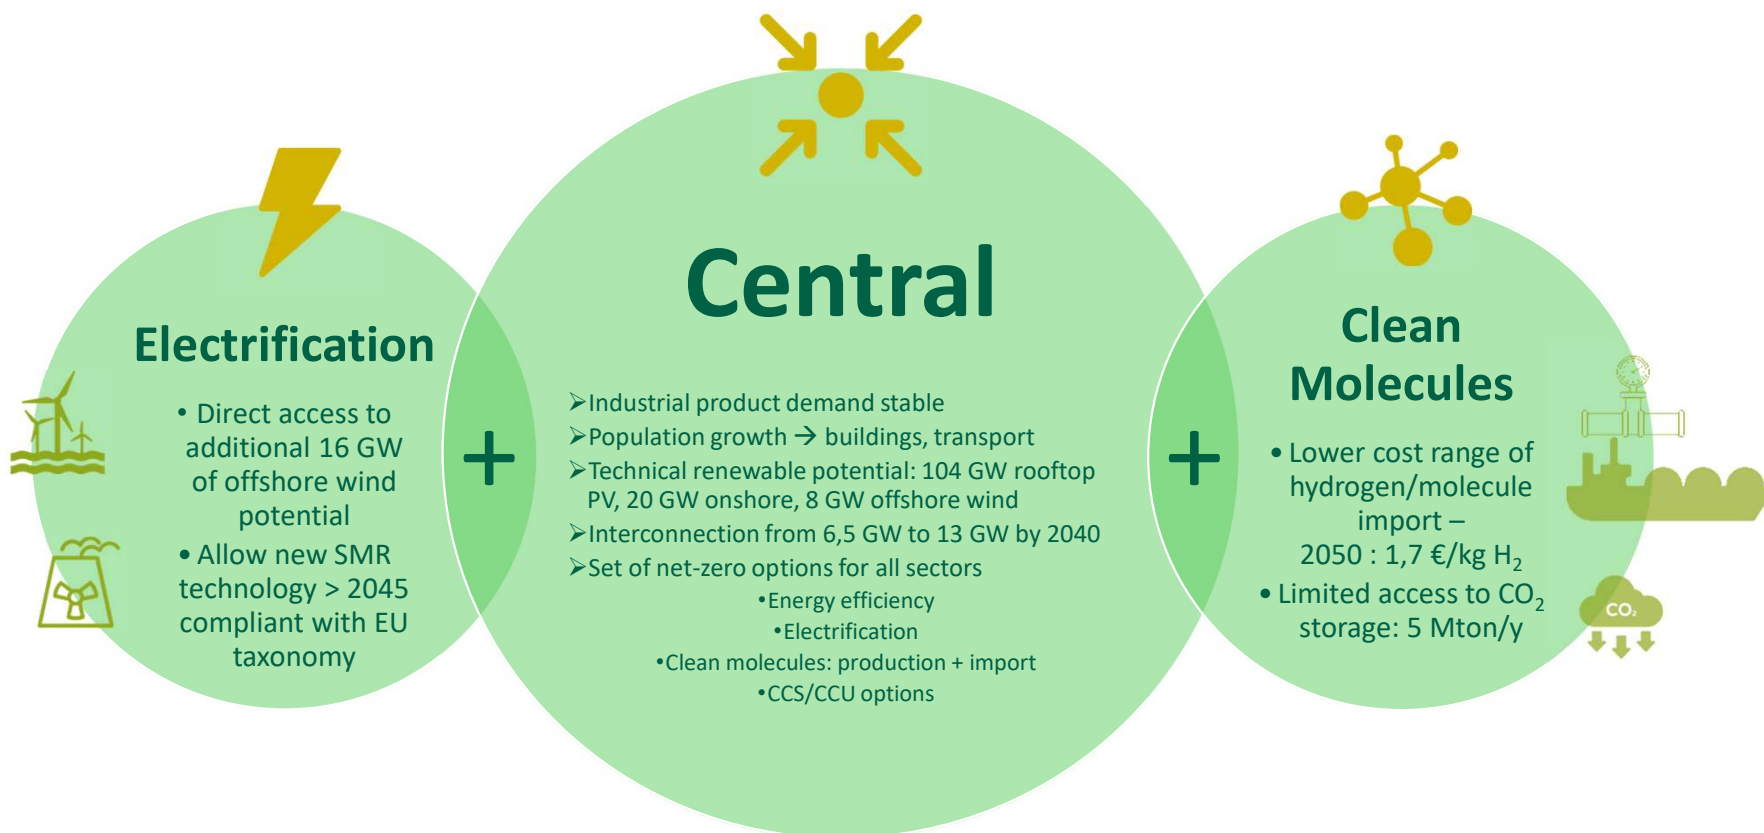 Electrification
• Direct access to
additional 16 GW
of offshore wind
potential
• Allow new SMR
technology > 2045
compliant with EU
taxonomy
+
Central
➢Industrial product demand stable
➢Population growth → buildings, transport
➢Technical renewable potential: 104 GW rooftop
PV, 20 GW onshore, 8 GW offshore wind
➢Interconnection from 6,5 GW to 13 GW by 2040
➢Set of net-zero options for all sectors
•Energy efficiency
•Electrification
•Clean molecules: production + import
•CCS/CCU options
+
Clean
Molecules
• Lower cost range of
hydrogen/molecule
import –
2050 : 1,7 €/kg H₂
• Limited access to CO₂
storage: 5 Mton/y
CO₂